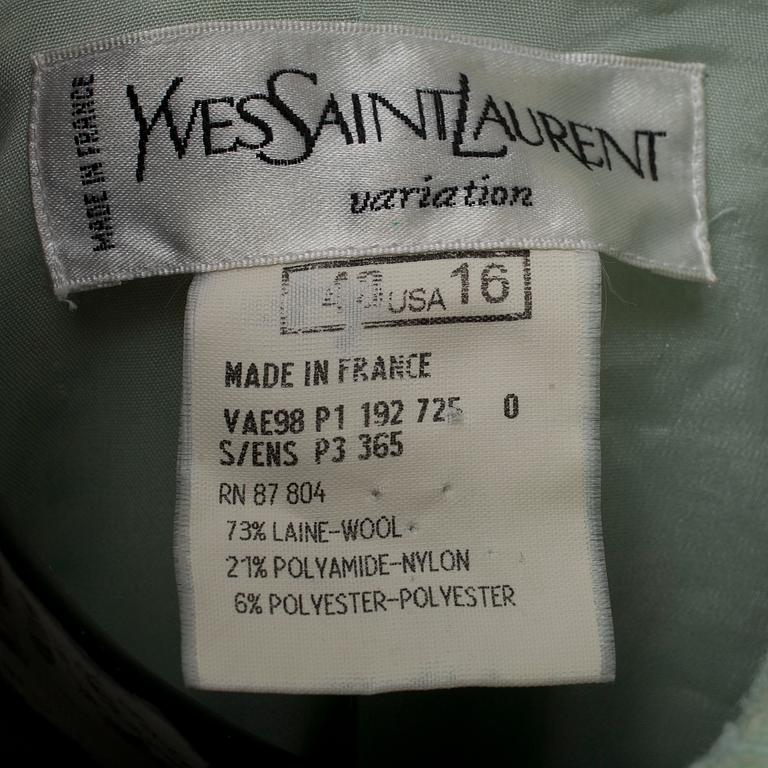 MADE IN FRANCE
YVES SAINT LAURENT
variation
USA 16
MADE IN FRANCE
VAE98 P1 192 725 0
S/ENS P3 365
RN 87 804
73% LAINE-WOOL
21% POLYAMIDE-NYLON
6% POLYESTER-POLYESTER